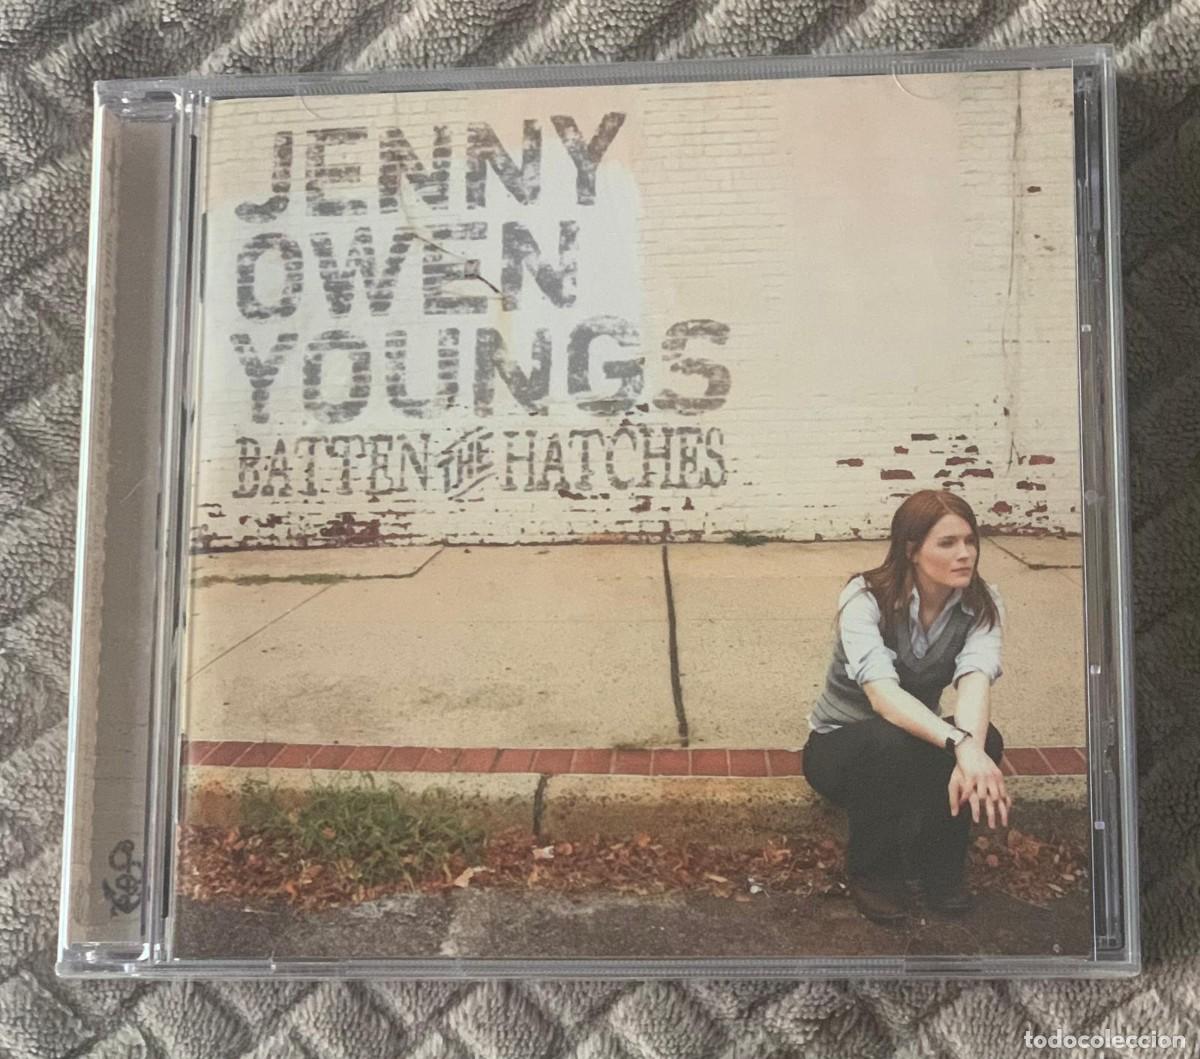 JENNY
OWEN
YOUNGS
BATTEN THE HATCHES
todocoleccion